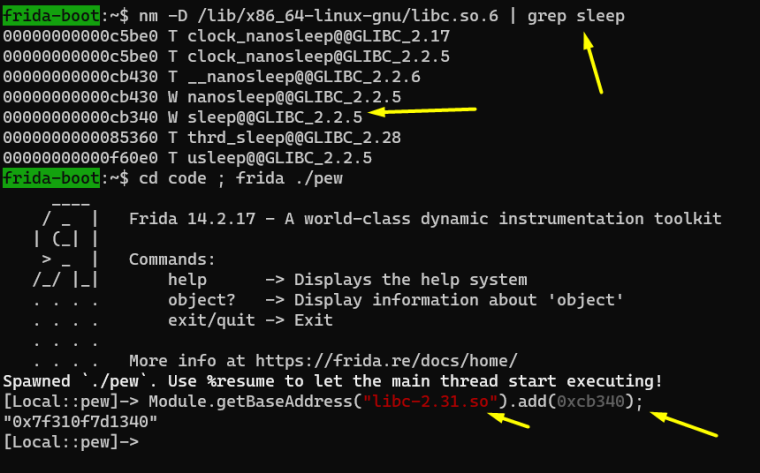 frida-boot:~$ nm -D /lib/x86_64-linux-gnu/libc.so.6 | grep sleep
00000000000c5be0 T clock_nanosleep@@GLIBC_2.17
00000000000c5be0 T clock_nanosleep@@GLIBC_2.2.5
00000000000cb430 T __nanosleep@@GLIBC_2.2.6
00000000000cb430 W nanosleep@@GLIBC_2.2.5
00000000000cb340 W sleep@@GLIBC_2.2.5
0000000000085360 T thrd_sleep@@GLIBC_2.28
00000000000f60e0 T usleep@@GLIBC_2.2.5
frida-boot:~$ cd code ; frida ./pew
     ____
    / _  |   Frida 14.2.17 - A world-class dynamic instrumentation toolkit
   | (_| |
    > _  |   Commands:
   /_/ |_|       help      -> Displays the help system
   . . . .       object?   -> Display information about 'object'
   . . . .       exit/quit -> Exit
   . . . .
   . . . .   More info at https://frida.re/docs/home/
Spawned `./pew`. Use %resume to let the main thread start executing!
[Local::pew]-> Module.getBaseAddress("libc-2.31.so").add(0xcb340);
"0x7f310f7d1340"
[Local::pew]->